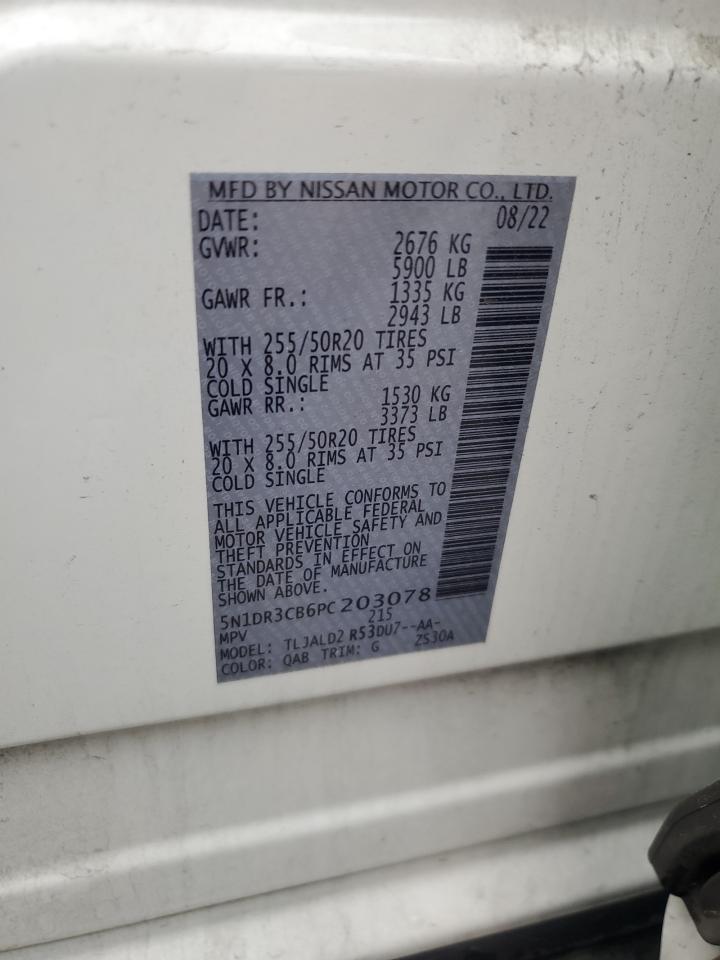 MFD BY NISSAN MOTOR CO., LTD.
DATE: 08/22
GVWR: 2676 KG
5900 LB
GAWR FR.: 1335 KG
2943 LB
WITH 255/50R20 TIRES
20 X 8.0 RIMS AT 35 PSI
COLD SINGLE
GAWR RR.: 1530 KG
3373 LB
WITH 255/50R20 TIRES
20 X 8.0 RIMS AT 35 PSI
COLD SINGLE
THIS VEHICLE CONFORMS TO
ALL APPLICABLE FEDERAL
MOTOR VEHICLE SAFETY AND
THEFT PREVENTION
STANDARDS IN EFFECT ON
THE DATE OF MANUFACTURE
SHOWN ABOVE.
5N1DR3CB6PC203078
MPV 215
MODEL: TLJALD2 R53DU7--AA-
COLOR: QAB TRIM: G ZS30A